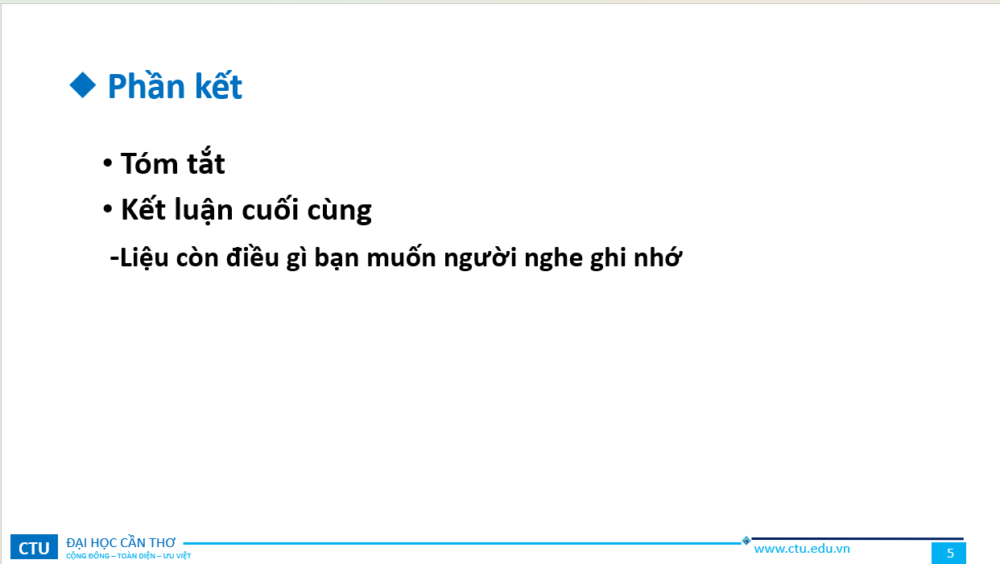 Phần kết
• Tóm tắt
• Kết luận cuối cùng
-Liệu còn điều gì bạn muốn người nghe ghi nhớ
CTU
ĐẠI HỌC CẦN THƠ
CỘNG ĐỒNG – TOÀN DIỆN – ƯU VIỆT
www.ctu.edu.vn
5